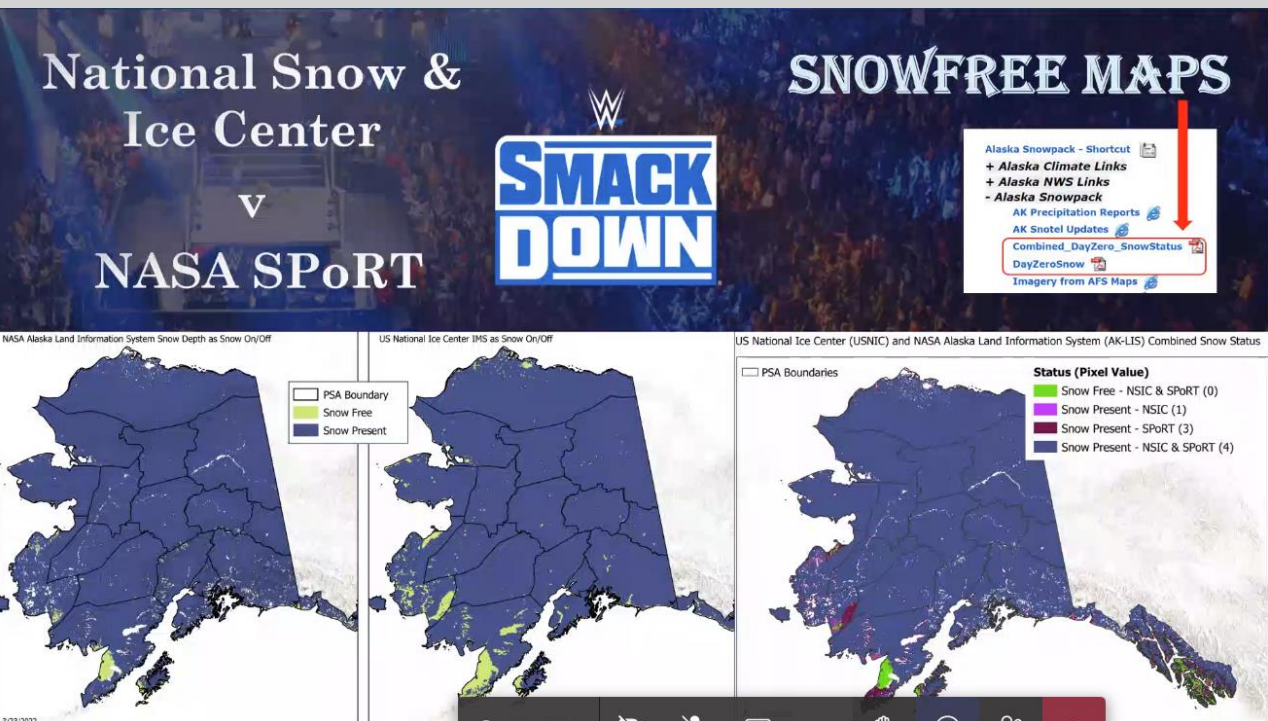 National Snow &
Ice Center
v
NASA SPoRT
W
SMACK
DOWN
SNOWFREE MAPS
Alaska Snowpack - Shortcut
+ Alaska Climate Links
+ Alaska NWS Links
- Alaska Snowpack
AK Precipitation Reports
AK Snotel Updates
Combined_DayZero_SnowStatus
DayZeroSnow
Imagery from AFS Maps
NASA Alaska Land Information System Snow Depth as Snow On/Off
PSA Boundary
Snow Free
Snow Present
US National Ice Center IMS as Snow On/Off
US National Ice Center (USNIC) and NASA Alaska Land Information System (AK-LIS) Combined Snow Status
PSA Boundaries
Status (Pixel Value)
Snow Free - NSIC & SPoRT (0)
Snow Present - NSIC (1)
Snow Present - SPoRT (3)
Snow Present - NSIC & SPoRT (4)